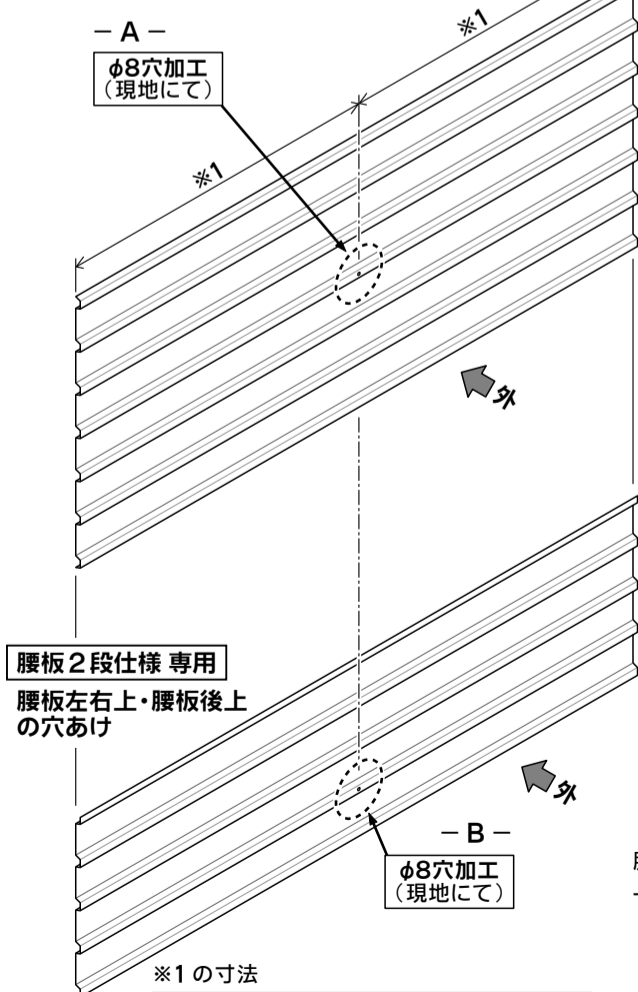 − A −
φ8穴加工
（現地にて）
※1
※1
外
腰板２段仕様 専用
腰板左右上・腰板後上
の穴あけ
外
− B −
φ8穴加工
（現地にて）
※1 の寸法